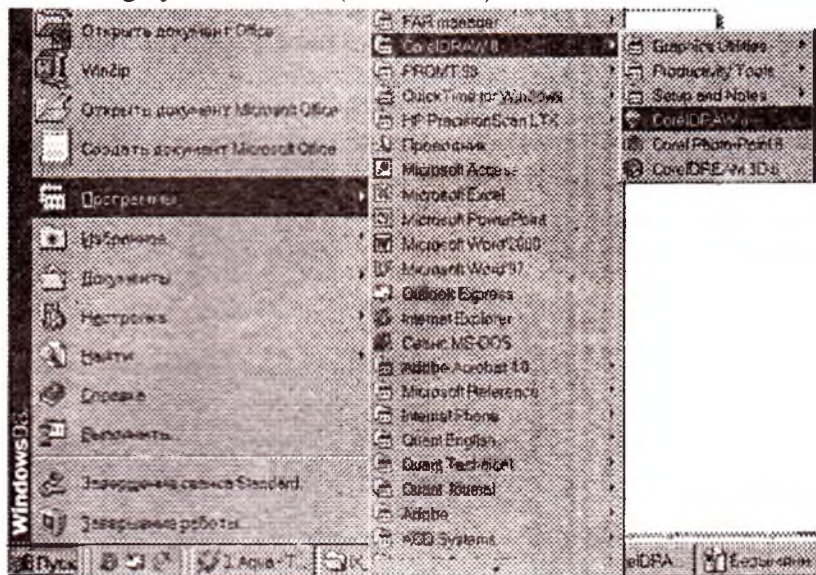 Открыть документ Office
WinZip
Открыть документ Microsoft Office
Создать документ Microsoft Office
Программы
Избранное
Документы
Настройка
Найти
Справка
Выполнить...
Завершение сеанса Standard
Завершение работы
Windows
Пуск
FAR manager
CorelDRAW 8
PROMT 98
QuickTime for Windows
HP PrecisionScan LTX
Проводник
Microsoft Access
Microsoft Excel
Microsoft PowerPoint
Microsoft Word 2000
Microsoft Word 97
Outlook Express
Internet Explorer
Сеанс MS-DOS
Adobe Acrobat 4.0
Microsoft Reference
Internet Phone
Quant English
Quant Technical
Quant Journal
Adobe
ACD Systems
Graphics Utilities
Productivity Tools
Setup and Notes
CorelDRAW 8
Corel Photo-Paint 8
CorelDREAM 3D 8
elDRA...
Безымянн